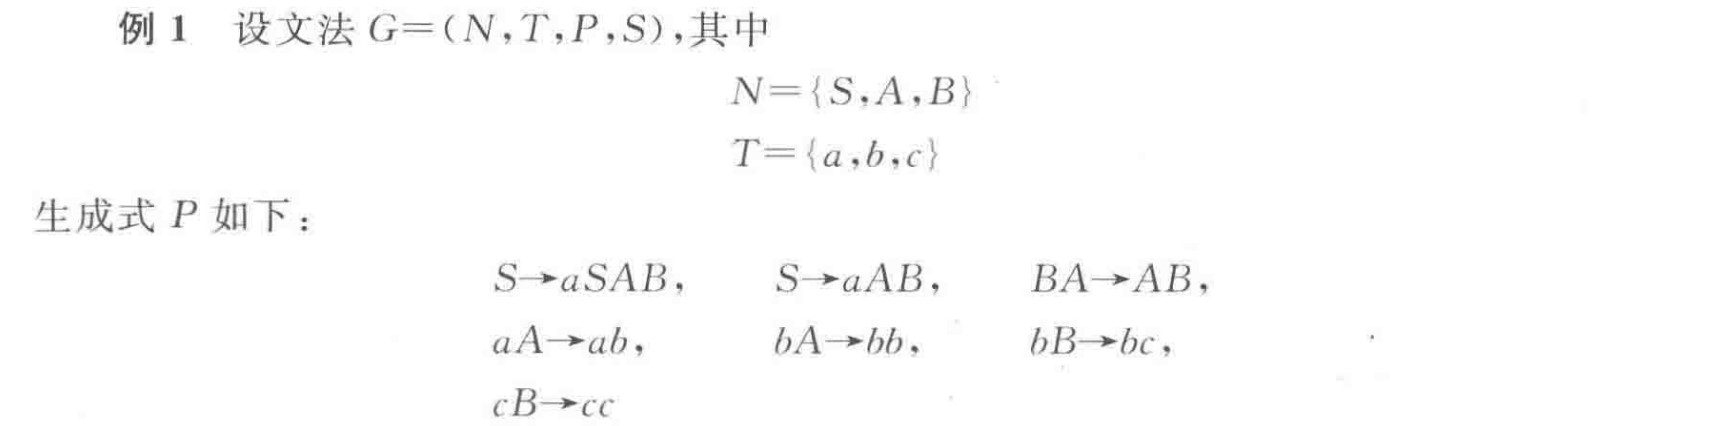 例 1 设文法 G=(N,T,P,S),其中
N={S,A,B}
T={a,b,c}
生成式 P 如下：
S→aSAB, S→aAB, BA→AB,
aA→ab, bA→bb, bB→bc,
cB→cc